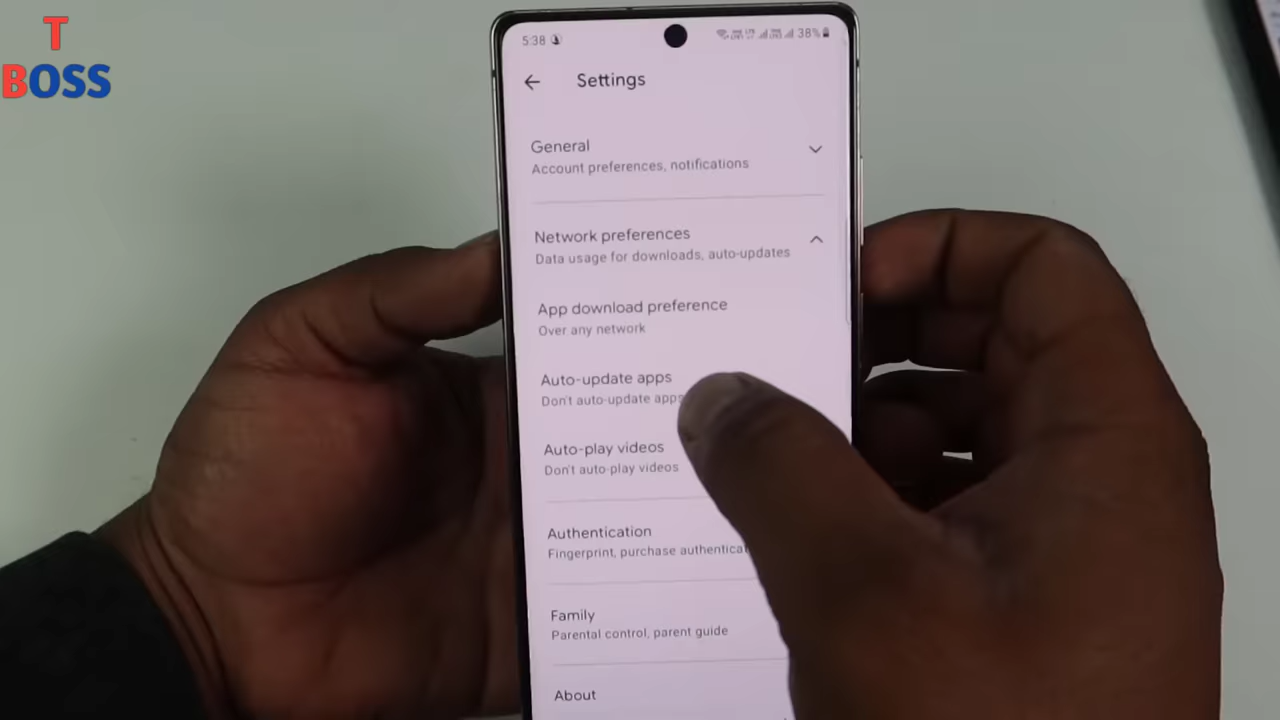 T
BOSS
5:38
38%
Settings
General
Account preferences, notifications
Network preferences
Data usage for downloads, auto-updates
App download preference
Over any network
Auto-update apps
Don't auto-update apps
Auto-play videos
Don't auto-play videos
Authentication
Fingerprint, purchase
Family
Parental control, parent guide
About